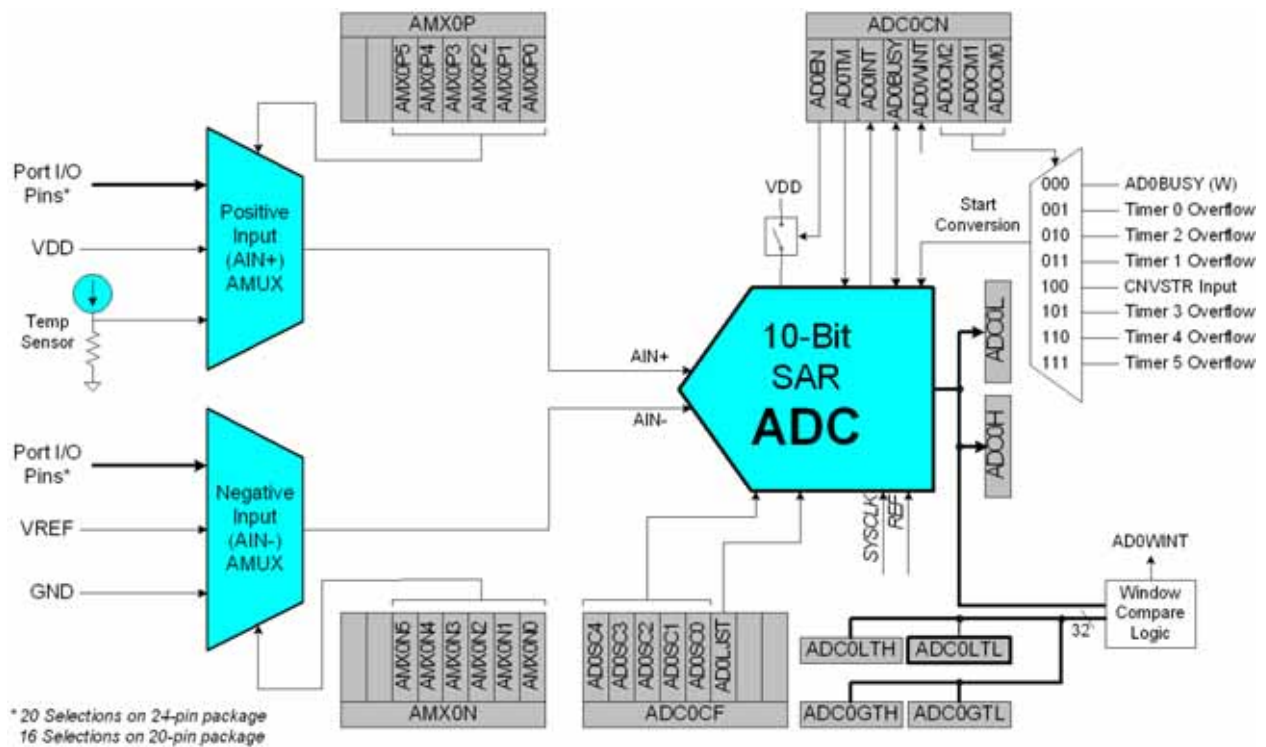 AMX0P
AMX0P5
AMX0P4
AMX0P3
AMX0P2
AMX0P1
AMX0P0
ADC0CN
AD0EN
AD0TM
AD0INT
AD0BUSY
AD0WINT
AD0CM2
AD0CM1
AD0CM0
Port I/O
Pins*
VDD
Temp
Sensor
Positive
Input
(AIN+)
AMUX
VDD
Start
Conversion
000
AD0BUSY (W)
001
Timer 0 Overflow
010
Timer 2 Overflow
011
Timer 1 Overflow
100
CNVSTR Input
101
Timer 3 Overflow
110
Timer 4 Overflow
111
Timer 5 Overflow
AIN+
AIN-
10-Bit
SAR
ADC
ADC0L
ADC0H
SYSCLK
REF
Port I/O
Pins*
VREF
GND
Negative
Input
(AIN-)
AMUX
AMX0N5
AMX0N4
AMX0N3
AMX0N2
AMX0N1
AMX0N0
AMX0N
AD0SC4
AD0SC3
AD0SC2
AD0SC1
AD0SC0
AD0LJST
ADC0CF
AD0WINT
Window
Compare
Logic
32
ADC0LTH
ADC0LTL
ADC0GTH
ADC0GTL
* 20 Selections on 24-pin package
16 Selections on 20-pin package